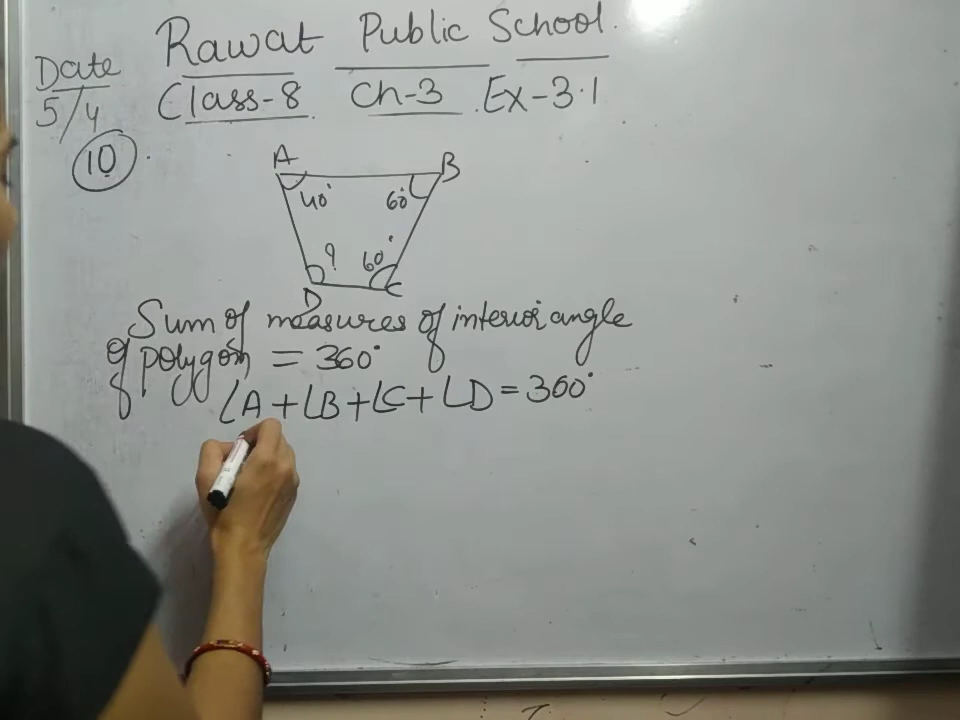 Rawat Public School.
Date
5/4
Class-8 Ch-3 Ex-3.1
10
A B
40° 60°
? 60°
D C
Sum of measures of interior angle
of polygon = 360°
∠A+∠B+∠C+∠D=360°